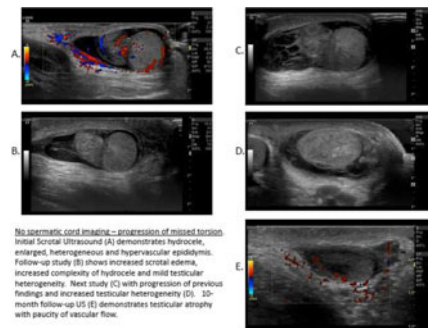 A.
C.
B.
D.
No spermatic cord imaging – progression of missed torsion.
Initial Scrotal Ultrasound (A) demonstrates hydrocele,
enlarged, heterogeneous and hypervascular epididymis.
Follow-up study (B) shows increased scrotal edema,
increased complexity of hydrocele and mild testicular
heterogeneity. Next study (C) with progression of previous
findings and increased testicular heterogeneity (D). 10-
month follow-up US (E) demonstrates testicular atrophy
with paucity of vascular flow.
E.